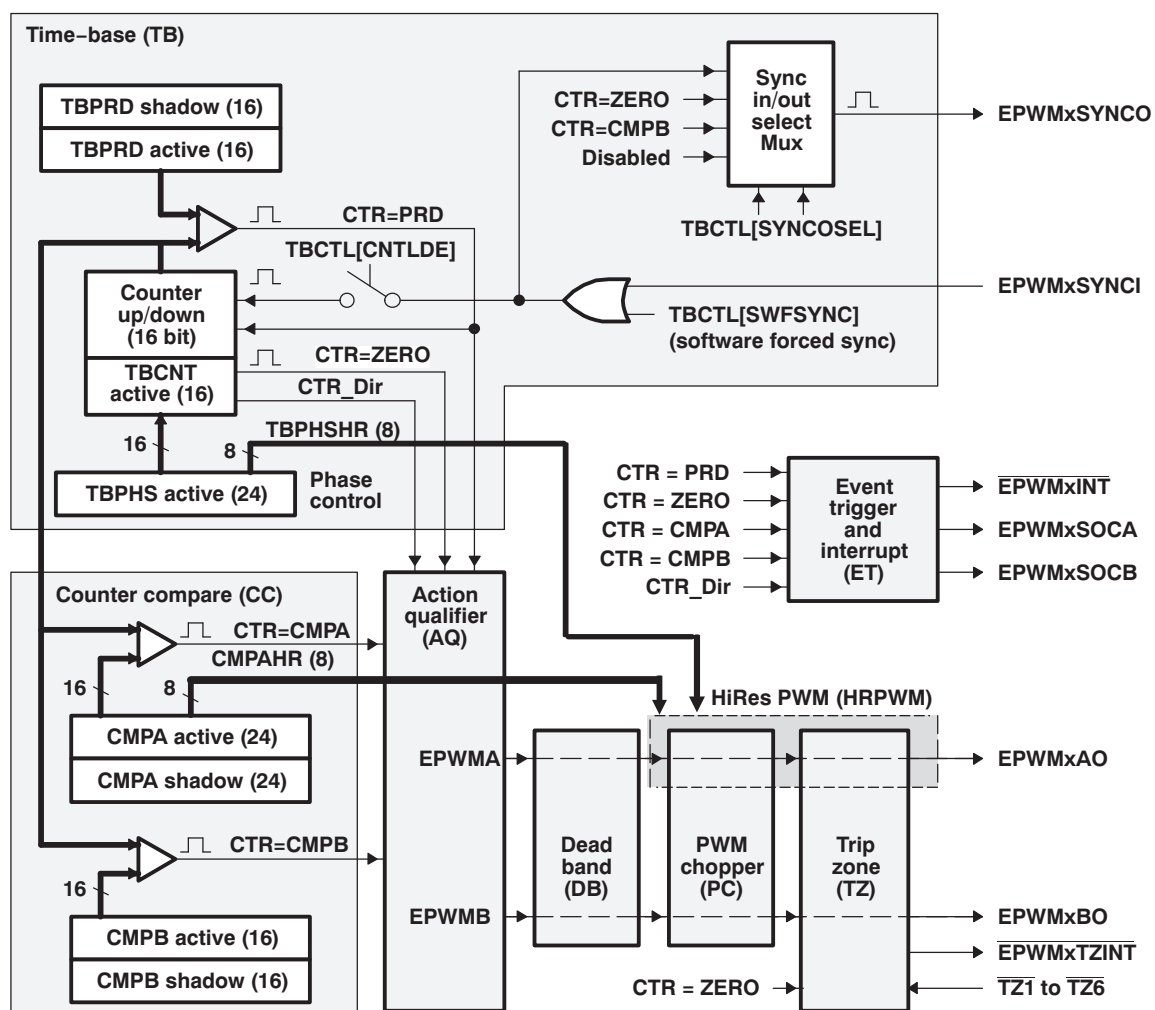 Time−base (TB)
TBPRD shadow (16)
TBPRD active (16)
CTR=PRD
TBCTL[CNTLDE]
Counter
up/down
(16 bit)
TBCNT
active (16)
CTR=ZERO
CTR_Dir
16
8
TBPHSHR (8)
TBPHS active (24)
Phase
control
CTR=ZERO
CTR=CMPB
Disabled
Sync
in/out
select
Mux
TBCTL[SYNCOSEL]
EPWMxSYNCO
EPWMxSYNCI
TBCTL[SWFSYNC]
(software forced sync)
CTR = PRD
CTR = ZERO
CTR = CMPA
CTR = CMPB
CTR_Dir
Event
trigger
and
interrupt
(ET)
EPWMxINT
EPWMxSOCA
EPWMxSOCB
Counter compare (CC)
CTR=CMPA
CMPAHR (8)
16
8
CMPA active (24)
CMPA shadow (24)
CTR=CMPB
16
CMPB active (16)
CMPB shadow (16)
Action
qualifier
(AQ)
EPWMA
EPWMB
HiRes PWM (HRPWM)
Dead
band
(DB)
PWM
chopper
(PC)
Trip
zone
(TZ)
CTR = ZERO
EPWMxAO
EPWMxBO
EPWMxTZINT
TZ1 to TZ6